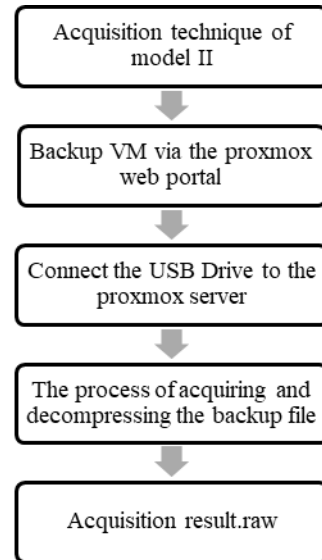 Acquisition technique of
model II
Backup VM via the proxmox
web portal
Connect the USB Drive to the
proxmox server
The process of acquiring and
decompressing the backup file
Acquisition result.raw